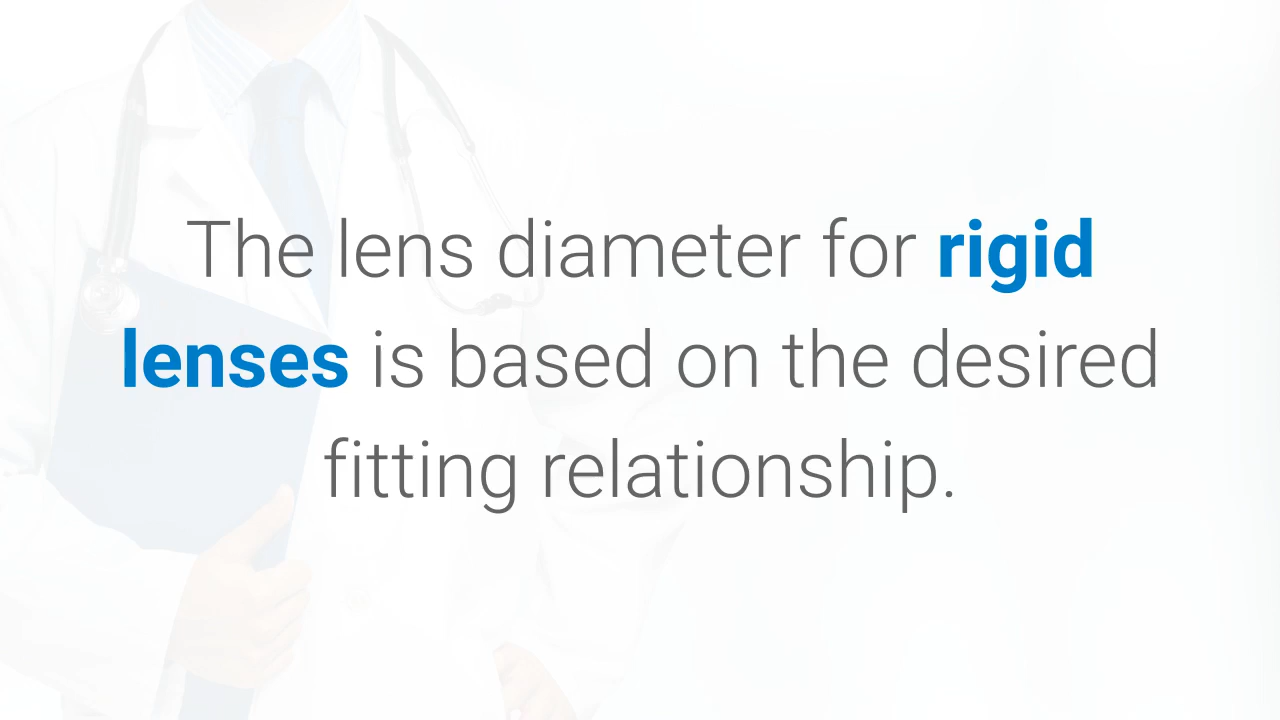 The lens diameter for rigid
lenses is based on the desired
fitting relationship.